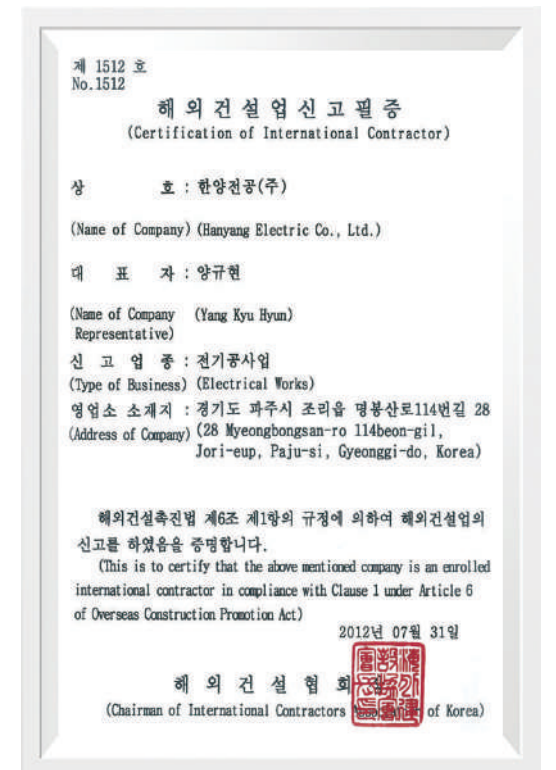 제 1512 호
No.1512
해 외 건 설 업 신 고 필 증
(Certification of International Contractor)
상 호 : 한양전공(주)
(Name of Company) (Hanyang Electric Co., Ltd.)
대 표 자 : 양규현
(Name of Company (Yang Kyu Hyun)
Representative)
신 고 업 종 : 전기공사업
(Type of Business) (Electrical Works)
영업소 소재지 : 경기도 파주시 조리읍 명봉산로114번길 28
(Address of Company) (28 Myeongbongsan-ro 114beon-gil,
Jori-eup, Paju-si, Gyeonggi-do, Korea)
해외건설촉진법 제6조 제1항의 규정에 의하여 해외건설업의
신고를 하였음을 증명합니다.
(This is to certify that the above mentioned company is an enrolled
international contractor in compliance with Clause 1 under Article 6
of Overseas Construction Promotion Act)
2012년 07월 31일
해 외 건 설 협 회
(Chairman of International Contractors of Korea)